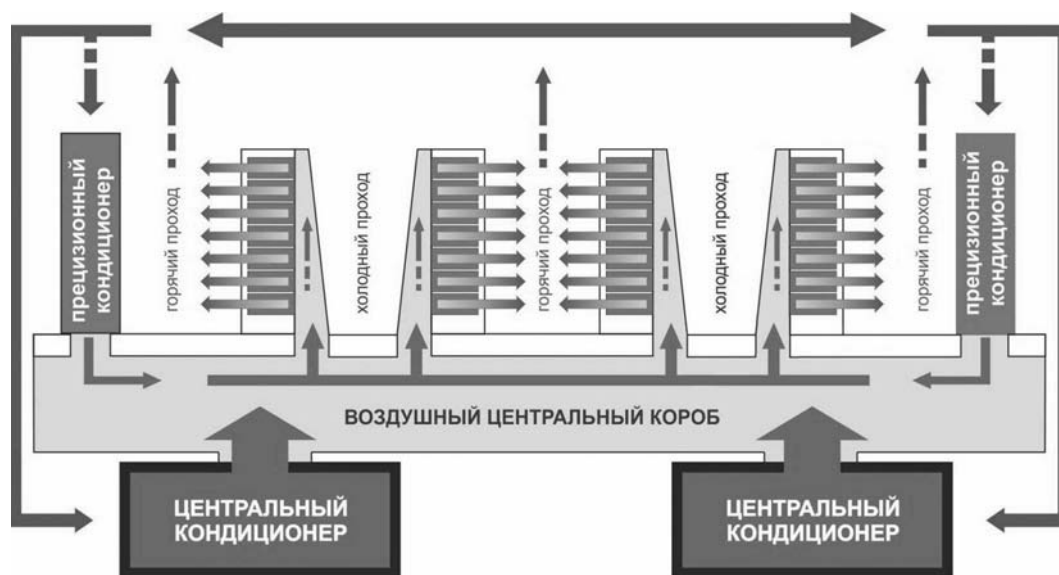 прецизионный
кондиционер
горячий проход
холодный проход
горячий проход
холодный проход
горячий проход
прецизионный
кондиционер
ВОЗДУШНЫЙ ЦЕНТРАЛЬНЫЙ КОРОБ
ЦЕНТРАЛЬНЫЙ
КОНДИЦИОНЕР
ЦЕНТРАЛЬНЫЙ
КОНДИЦИОНЕР